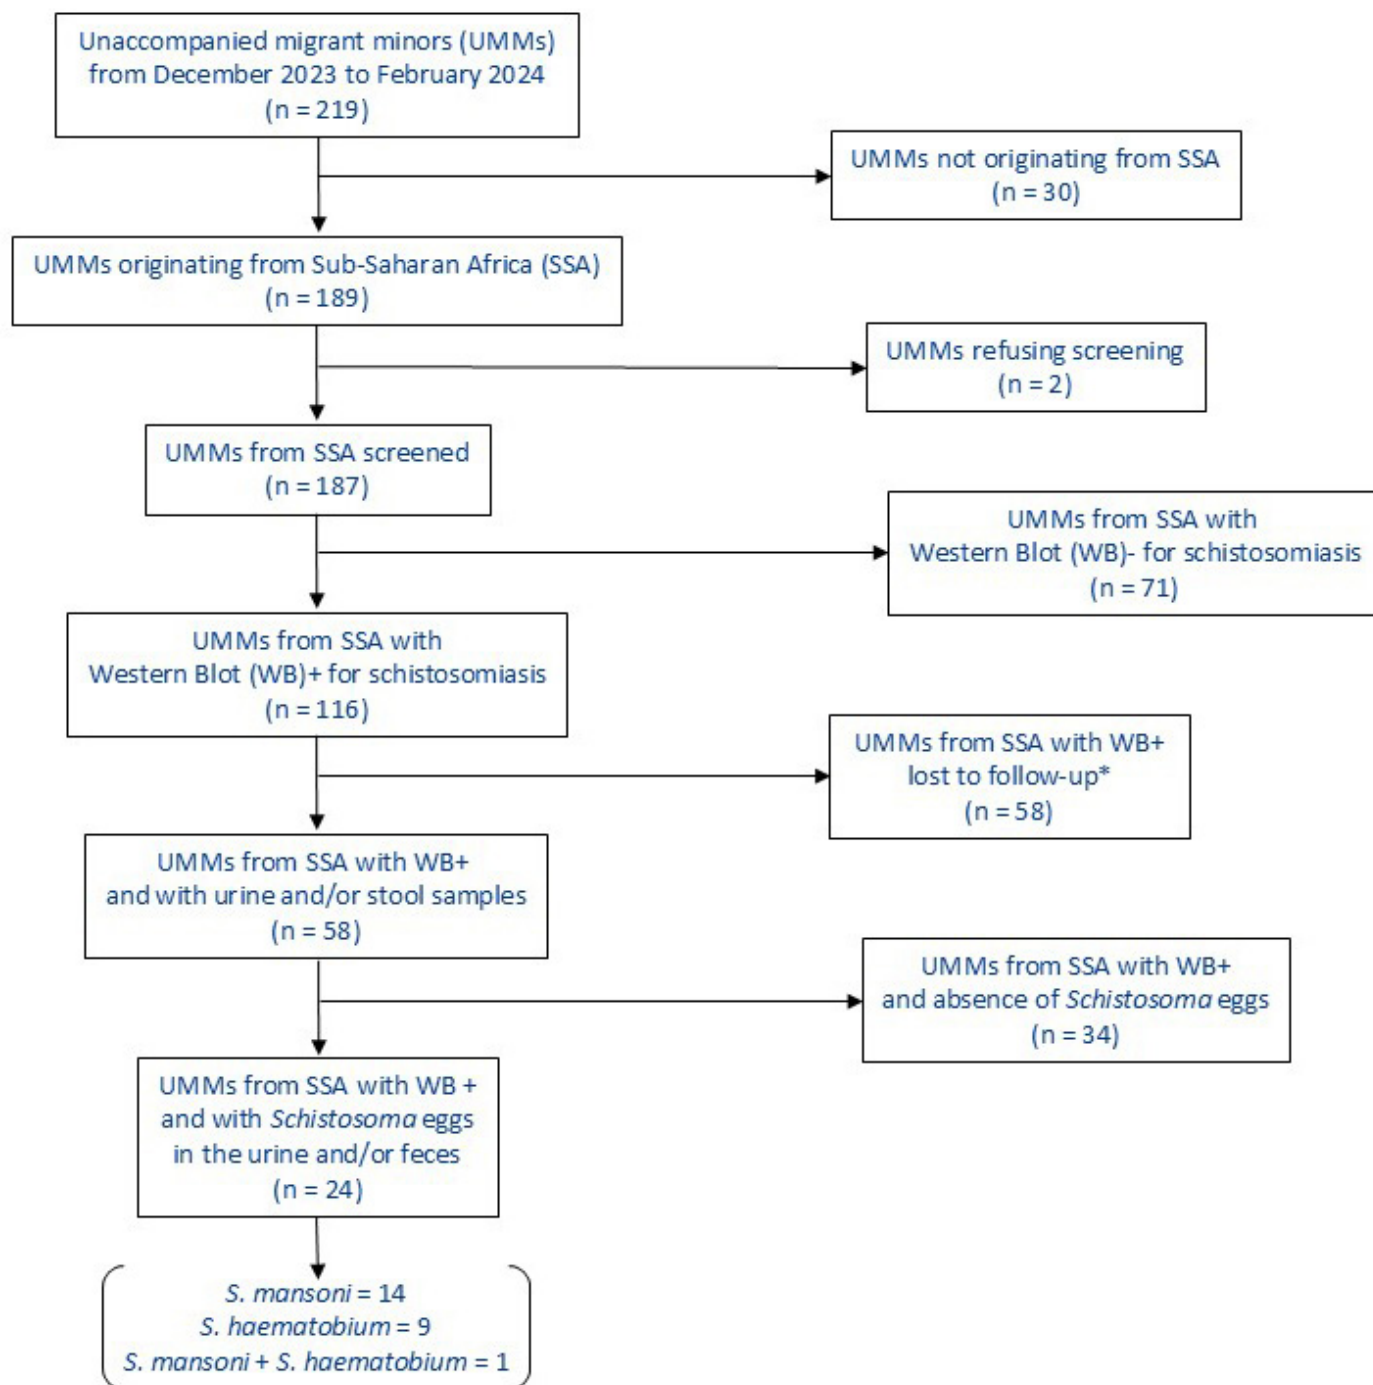 Unaccompanied migrant minors (UMMs)
from December 2023 to February 2024
(n = 219)
UMMs not originating from SSA
(n = 30)
UMMs originating from Sub-Saharan Africa (SSA)
(n = 189)
UMMs refusing screening
(n = 2)
UMMs from SSA screened
(n = 187)
UMMs from SSA with
Western Blot (WB)- for schistosomiasis
(n = 71)
UMMs from SSA with
Western Blot (WB)+ for schistosomiasis
(n = 116)
UMMs from SSA with WB+
lost to follow-up*
(n = 58)
UMMs from SSA with WB+
and with urine and/or stool samples
(n = 58)
UMMs from SSA with WB+
and absence of Schistosoma eggs
(n = 34)
UMMs from SSA with WB +
and with Schistosoma eggs
in the urine and/or feces
(n = 24)
S. mansoni = 14
S. haematobium = 9
S. mansoni + S. haematobium = 1